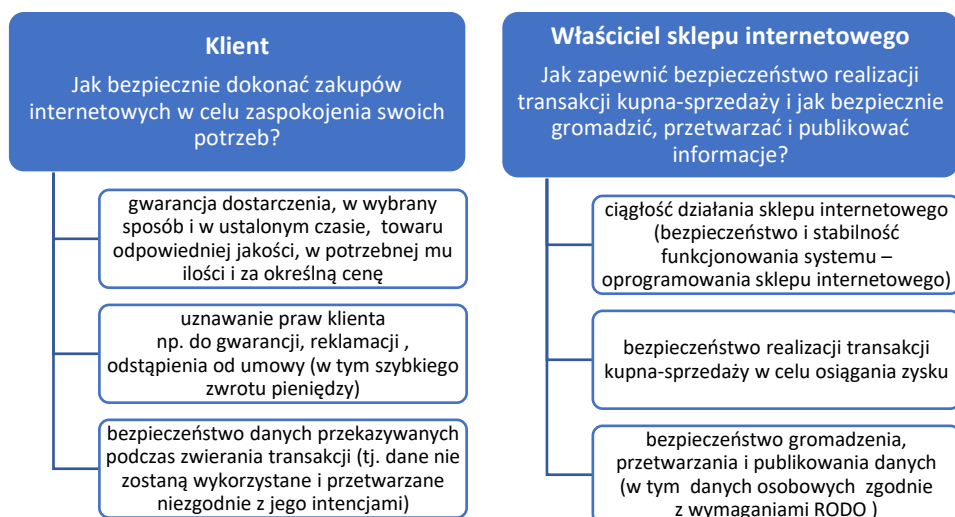 Klient
Jak bezpiecznie dokonać zakupów
internetowych w celu zaspokojenia swoich
potrzeb?
gwarancja dostarczenia, w wybrany
sposób i w ustalonym czasie, towaru
odpowiedniej jakości, w potrzebnej mu
ilości i za określną cenę
uznawanie praw klienta
np. do gwarancji, reklamacji ,
odstąpienia od umowy (w tym szybkiego
zwrotu pieniędzy)
bezpieczeństwo danych przekazywanych
podczas zwierania transakcji (tj. dane nie
zostaną wykorzystane i przetwarzane
niezgodnie z jego intencjami)
Właściciel sklepu internetowego
Jak zapewnić bezpieczeństwo realizacji
transakcji kupna-sprzedaży i jak bezpiecznie
gromadzić, przetwarzać i publikować
informacje?
ciągłość działania sklepu internetowego
(bezpieczeństwo i stabilność
funkcjonowania systemu –
oprogramowania sklepu internetowego)
bezpieczeństwo realizacji transakcji
kupna-sprzedaży w celu osiągania zysku
bezpieczeństwo gromadzenia,
przetwarzania i publikowania danych
(w tym danych osobowych zgodnie
z wymaganiami RODO )